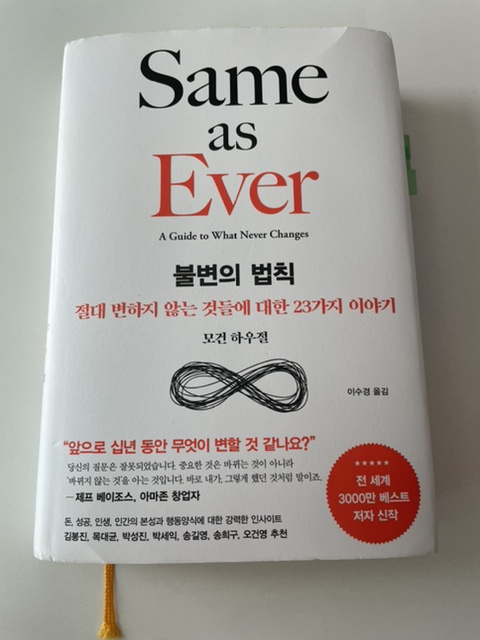 Same
as
Ever
A Guide to What Never Changes
불변의 법칙
절대 변하지 않는 것들에 대한 23가지 이야기
모건 하우절
이수경 옮김
“앞으로 십년 동안 무엇이 변할 것 같나요?”
당신의 질문은 잘못되었습니다. 중요한 것은 바뀌는 것이 아니라
‘바뀌지 않는 것’을 아는 것입니다. 바로 내가, 그렇게 했던 것처럼 말이죠.
—제프 베이조스, 아마존 창업자
돈, 성공, 인생, 인간의 본성과 행동양식에 대한 강력한 인사이트
김봉진, 목대균, 박성진, 박세익, 송길영, 송희구, 오건영 추천
★★★★★
전 세계
3000만 베스트
저자 신작